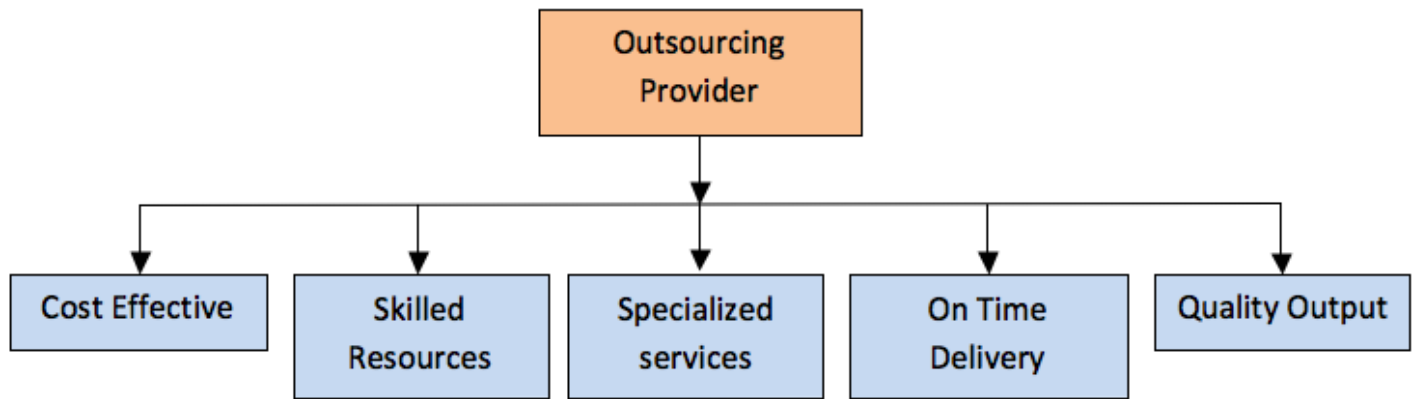 Outsourcing
Provider
Cost Effective
Skilled
Resources
Specialized
services
On Time
Delivery
Quality Output